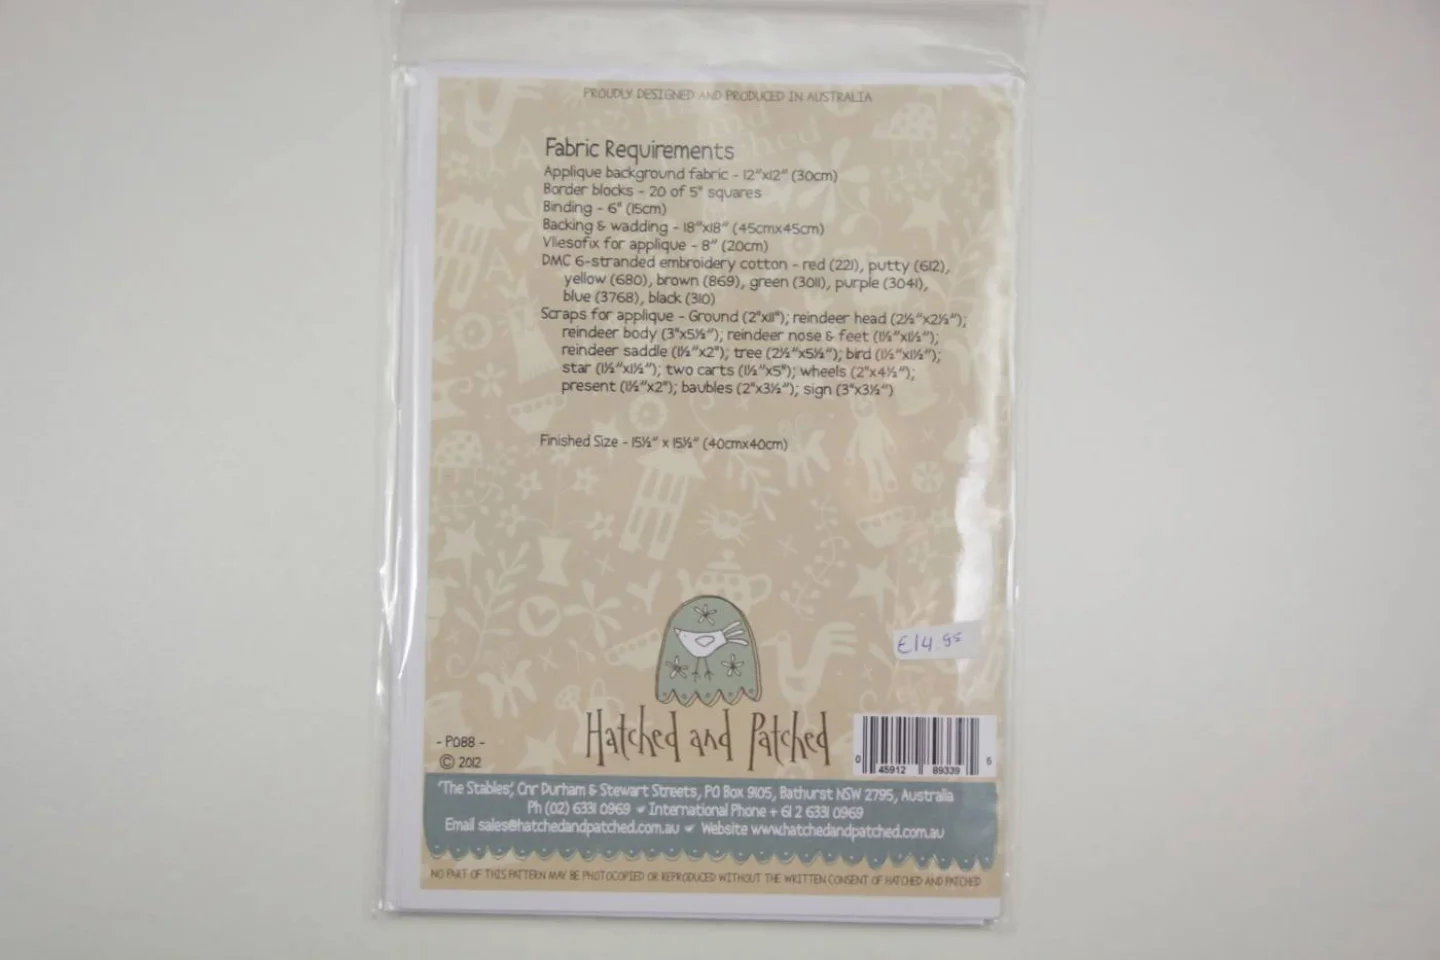 PROUDLY DESIGNED AND PRODUCED IN AUSTRALIA
Fabric Requirements
Applique background fabric - 12"x12" (30cm)
Border blocks - 20 of 5" squares
Binding - 6" (15cm)
Backing & wadding - 18"x18" (45cmx45cm)
Vliesofix for applique - 8" (20cm)
DMC 6-stranded embroidery cotton - red (221), putty (612),
yellow (680), brown (869), green (3011), purple (3041),
blue (3768), black (310)
Scraps for applique - Ground (2"x11"); reindeer head (2½"x2½");
reindeer body (3"x5½"); reindeer nose & feet (1½"x1½");
reindeer saddle (1½"x2"); tree (2½"x5½"); bird (1½"x1½");
star (1½"x1½"); two carts (1½"x5"); wheels (2"x4½");
present (1½"x2"); baubles (2"x3½"); sign (3"x3½")
Finished Size - 15½" x 15½" (40cmx40cm)
€14.95
Hatched and Patched
- P088 -
© 2012
0 45912 89339 5
'The Stables', Cnr Durham & Stewart Streets, PO Box 9105, Bathurst NSW 2795, Australia
Ph (02) 6331 0969 International Phone + 61 2 6331 0969
Email sales@hatchedandpatched.com.au Website www.hatchedandpatched.com.au
NO PART OF THIS PATTERN MAY BE PHOTOCOPIED OR REPRODUCED WITHOUT THE WRITTEN CONSENT OF HATCHED AND PATCHED